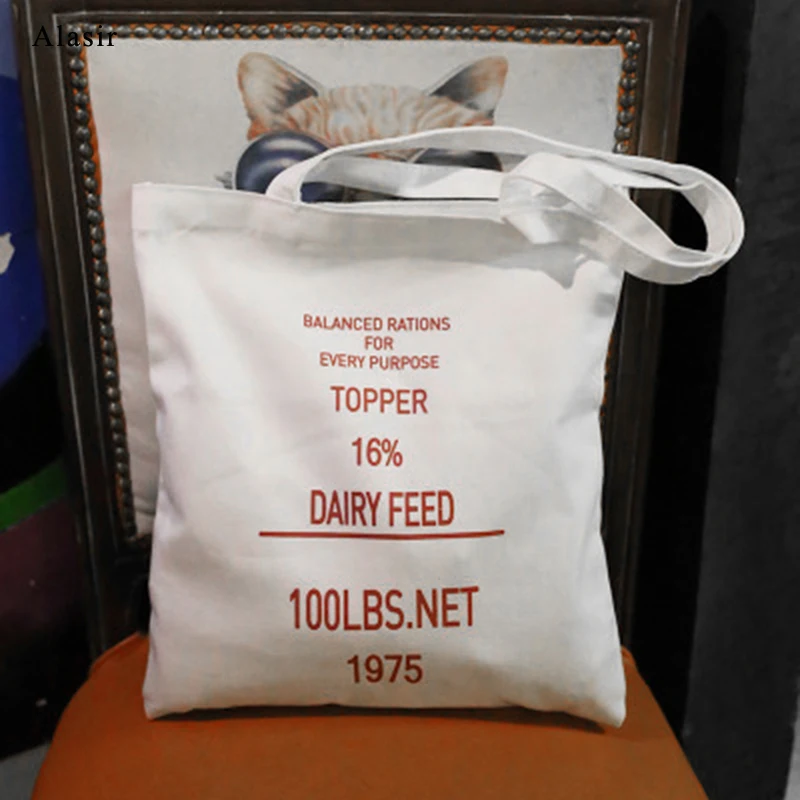 Alasir
BALANCED RATIONS
FOR
EVERY PURPOSE
TOPPER
16%
DAIRY FEED
100LBS.NET
1975